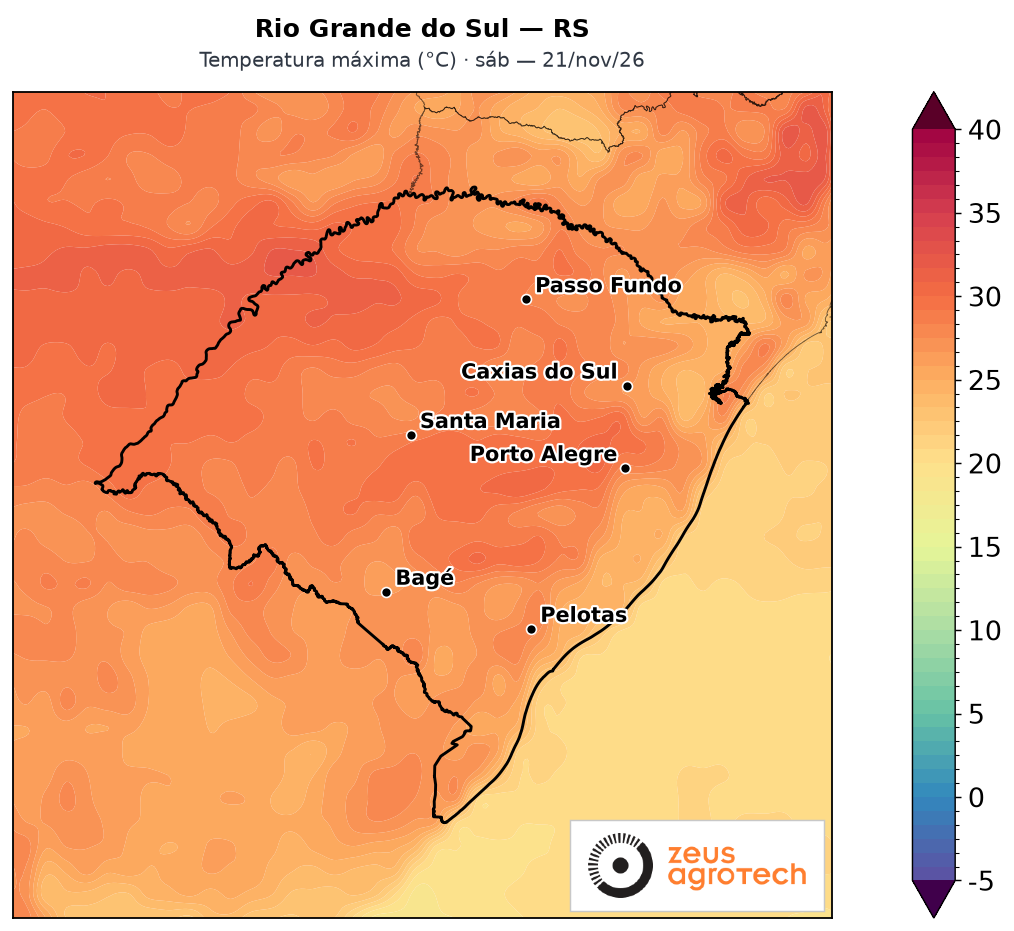 Rio Grande do Sul — RS
Temperatura máxima (°C) · sáb — 21/nov/26
Passo Fundo
Caxias do Sul
Santa Maria
Porto Alegre
Bagé
Pelotas
40
35
30
25
20
15
10
5
0
-5
zeus
agrotech